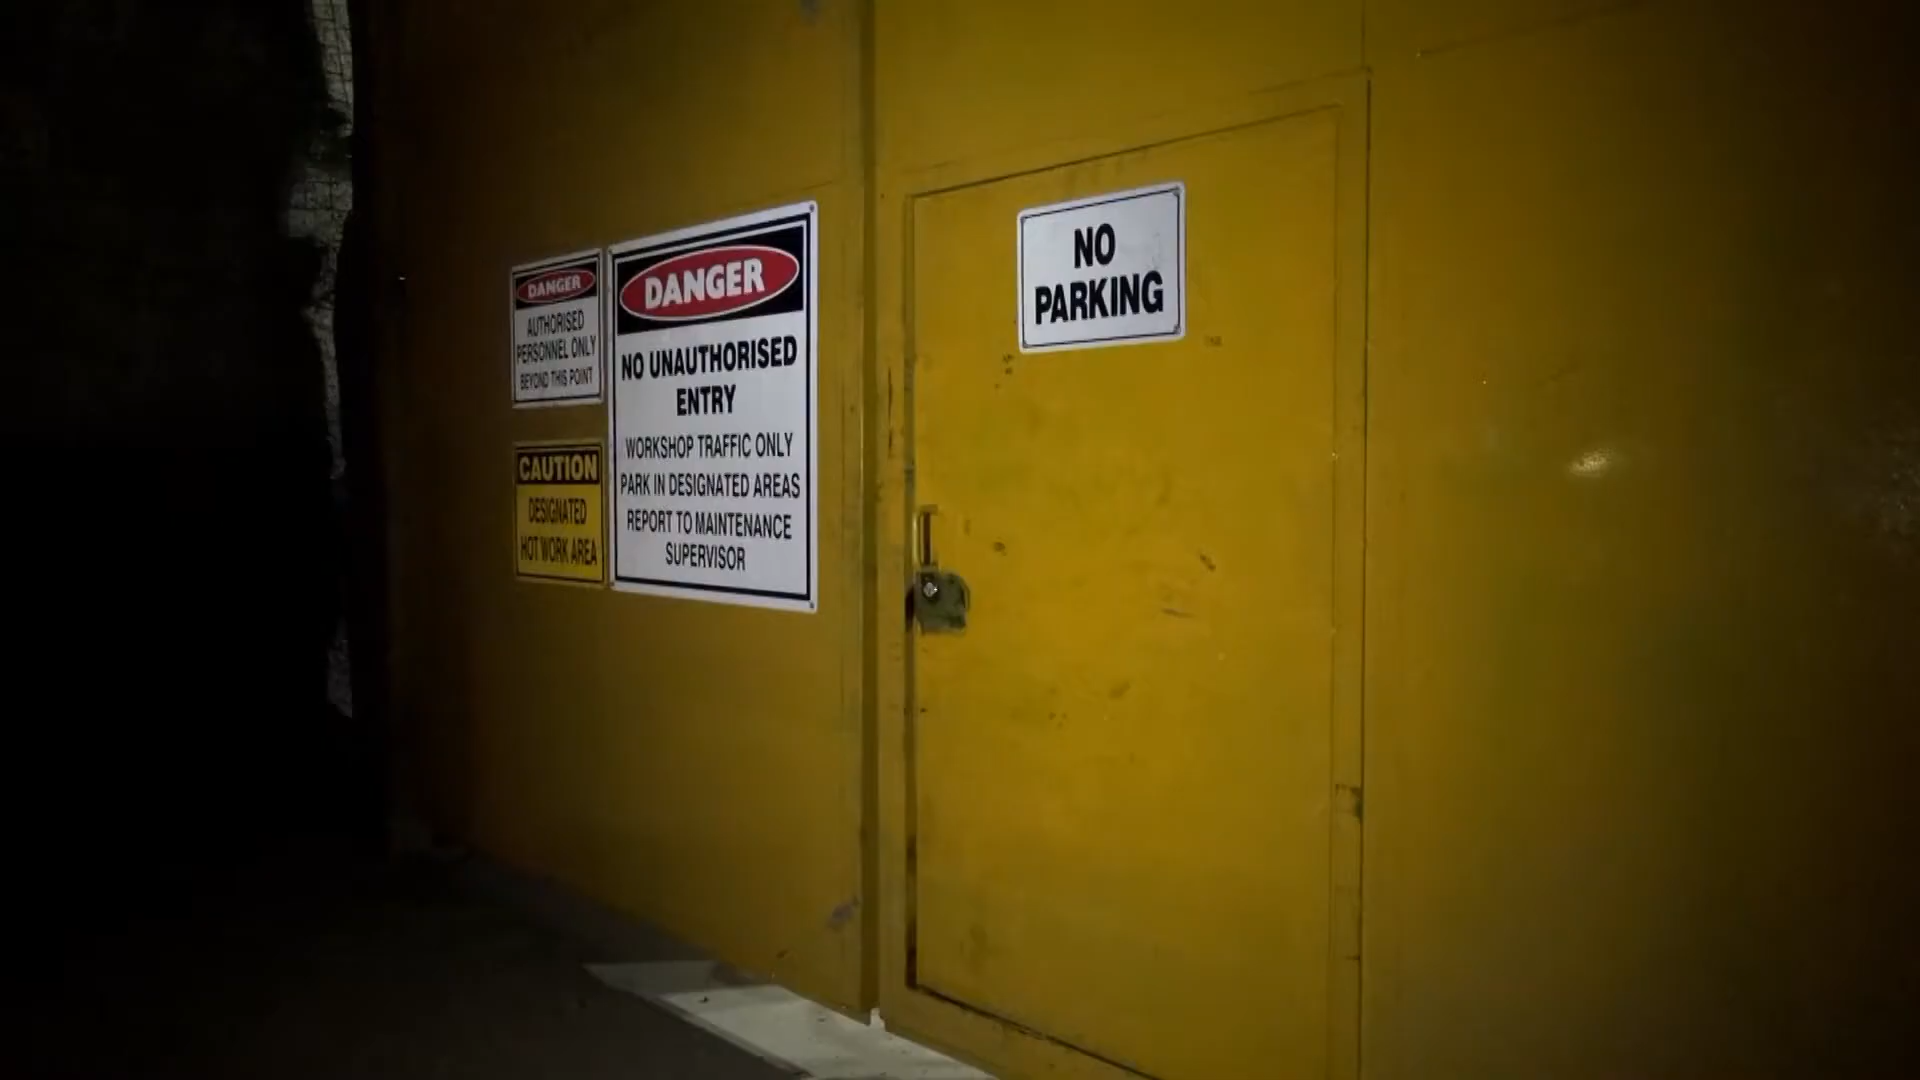 DANGER
AUTHORISED
PERSONNEL ONLY
BEYOND THIS POINT
CAUTION
DESIGNATED
HOT WORK AREA
DANGER
NO UNAUTHORISED
ENTRY
WORKSHOP TRAFFIC ONLY
PARK IN DESIGNATED AREAS
REPORT TO MAINTENANCE
SUPERVISOR
NO
PARKING